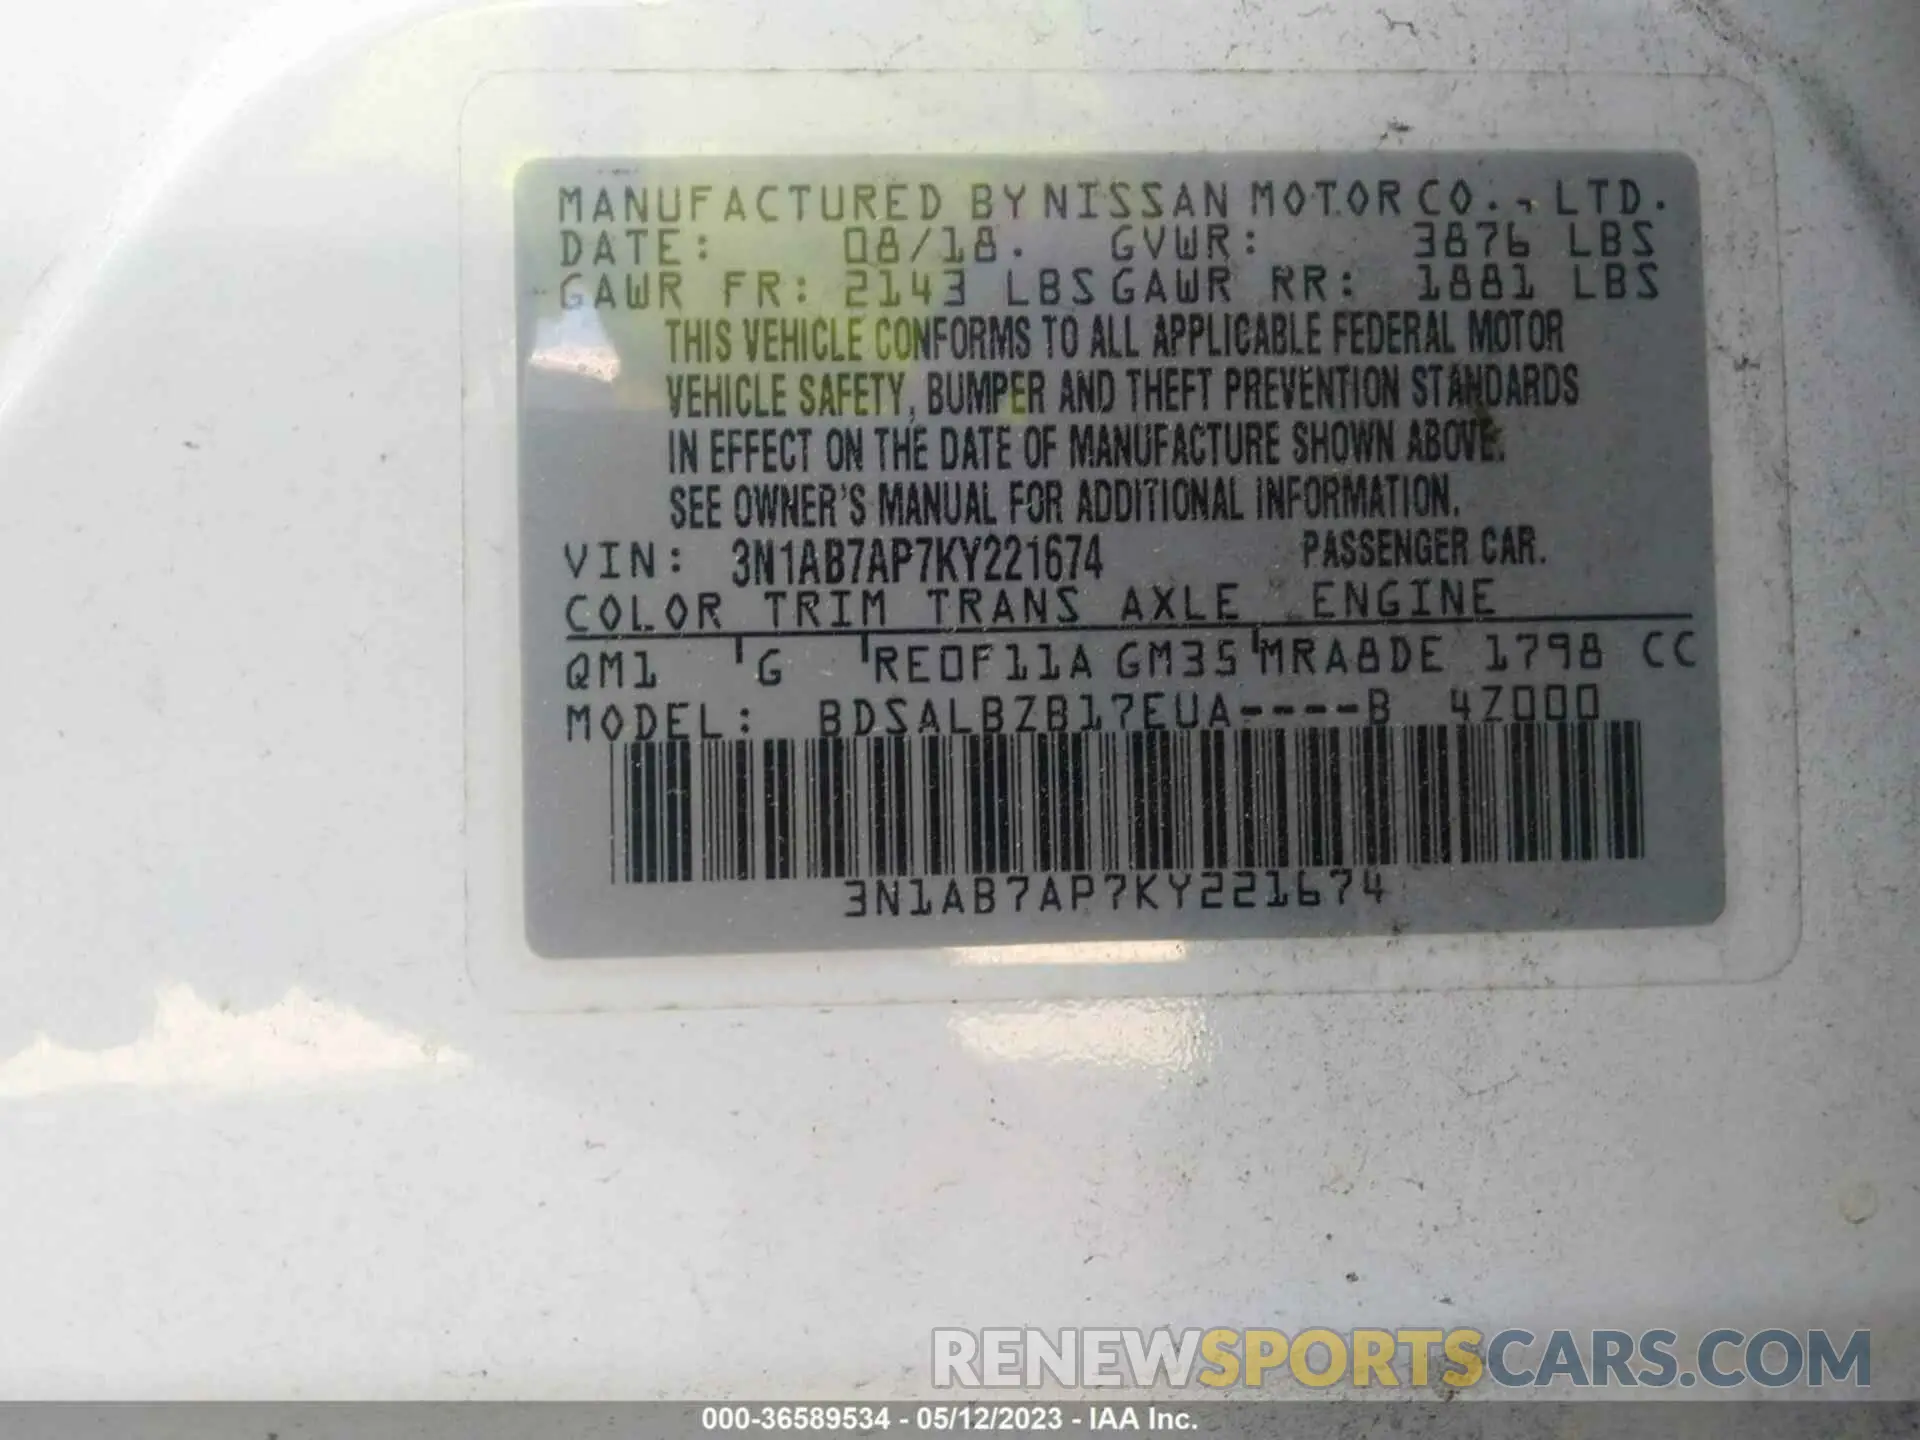 MANUFACTURED BY NISSAN MOTOR CO., LTD.
DATE: 08/18. GVWR: 3876 LBS
GAWR FR: 2143 LBS GAWR RR: 1881 LBS
THIS VEHICLE CONFORMS TO ALL APPLICABLE FEDERAL MOTOR
VEHICLE SAFETY, BUMPER AND THEFT PREVENTION STANDARDS
IN EFFECT ON THE DATE OF MANUFACTURE SHOWN ABOVE.
SEE OWNER'S MANUAL FOR ADDITIONAL INFORMATION.
VIN: 3N1AB7AP7KY221674 PASSENGER CAR.
COLOR TRIM TRANS AXLE ENGINE
QM1 G RE0F11A GM35 MRA8DE 1798 CC
MODEL: BDSALBZB17EUA----B 4Z000
3N1AB7AP7KY221674
RENEWSPORTSCARS.COM
000-36589534 - 05/12/2023 - IAA Inc.